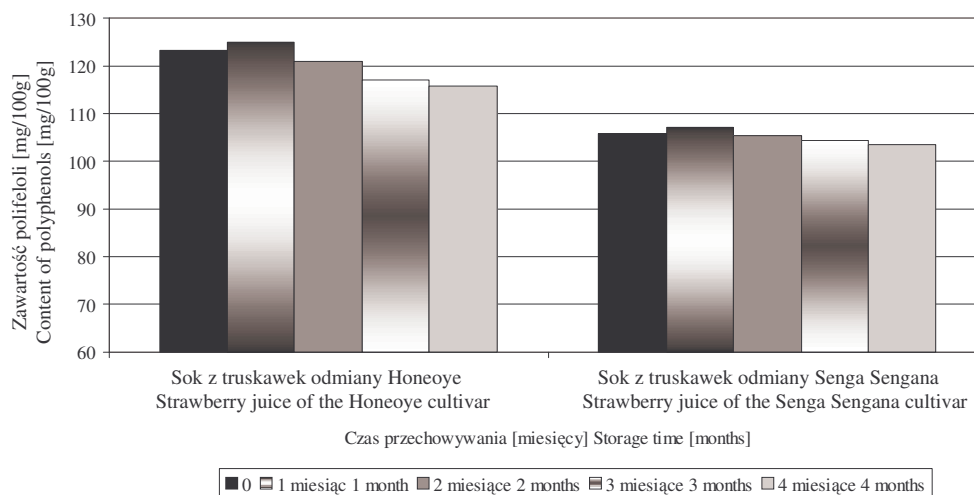 Zawartość polifeloli [mg/100g]
Content of polyphenols [mg/100g]
130
120
110
100
90
80
70
60
Sok z truskawek odmiany Honeoye
Strawberry juice of the Honeoye cultivar
Sok z truskawek odmiany Senga Sengana
Strawberry juice of the Senga Sengana cultivar
Czas przechowywania [miesięcy] Storage time [months]
0 1 miesiąc 1 month 2 miesiące 2 months 3 miesiące 3 months 4 miesiące 4 months